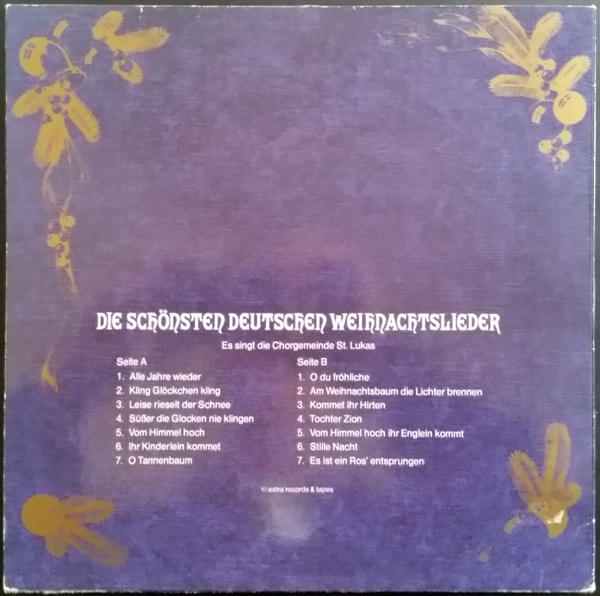 DIE SCHÖNSTEN DEUTSCHEN WEIHNACHTSLIEDER
Es singt die Chorgemeinde St. Lukas
Seite A
1. Alle Jahre wieder
2. Kling Glöckchen kling
3. Leise rieselt der Schnee
4. Süßer die Glocken nie klingen
5. Vom Himmel hoch
6. Ihr Kinderlein kommet
7. O Tannenbaum
Seite B
1. O du fröhliche
2. Am Weihnachtsbaum die Lichter brennen
3. Kommet ihr Hirten
4. Tochter Zion
5. Vom Himmel hoch ihr Englein kommt
6. Stille Nacht
7. Es ist ein Ros' entsprungen
© extra records & tapes